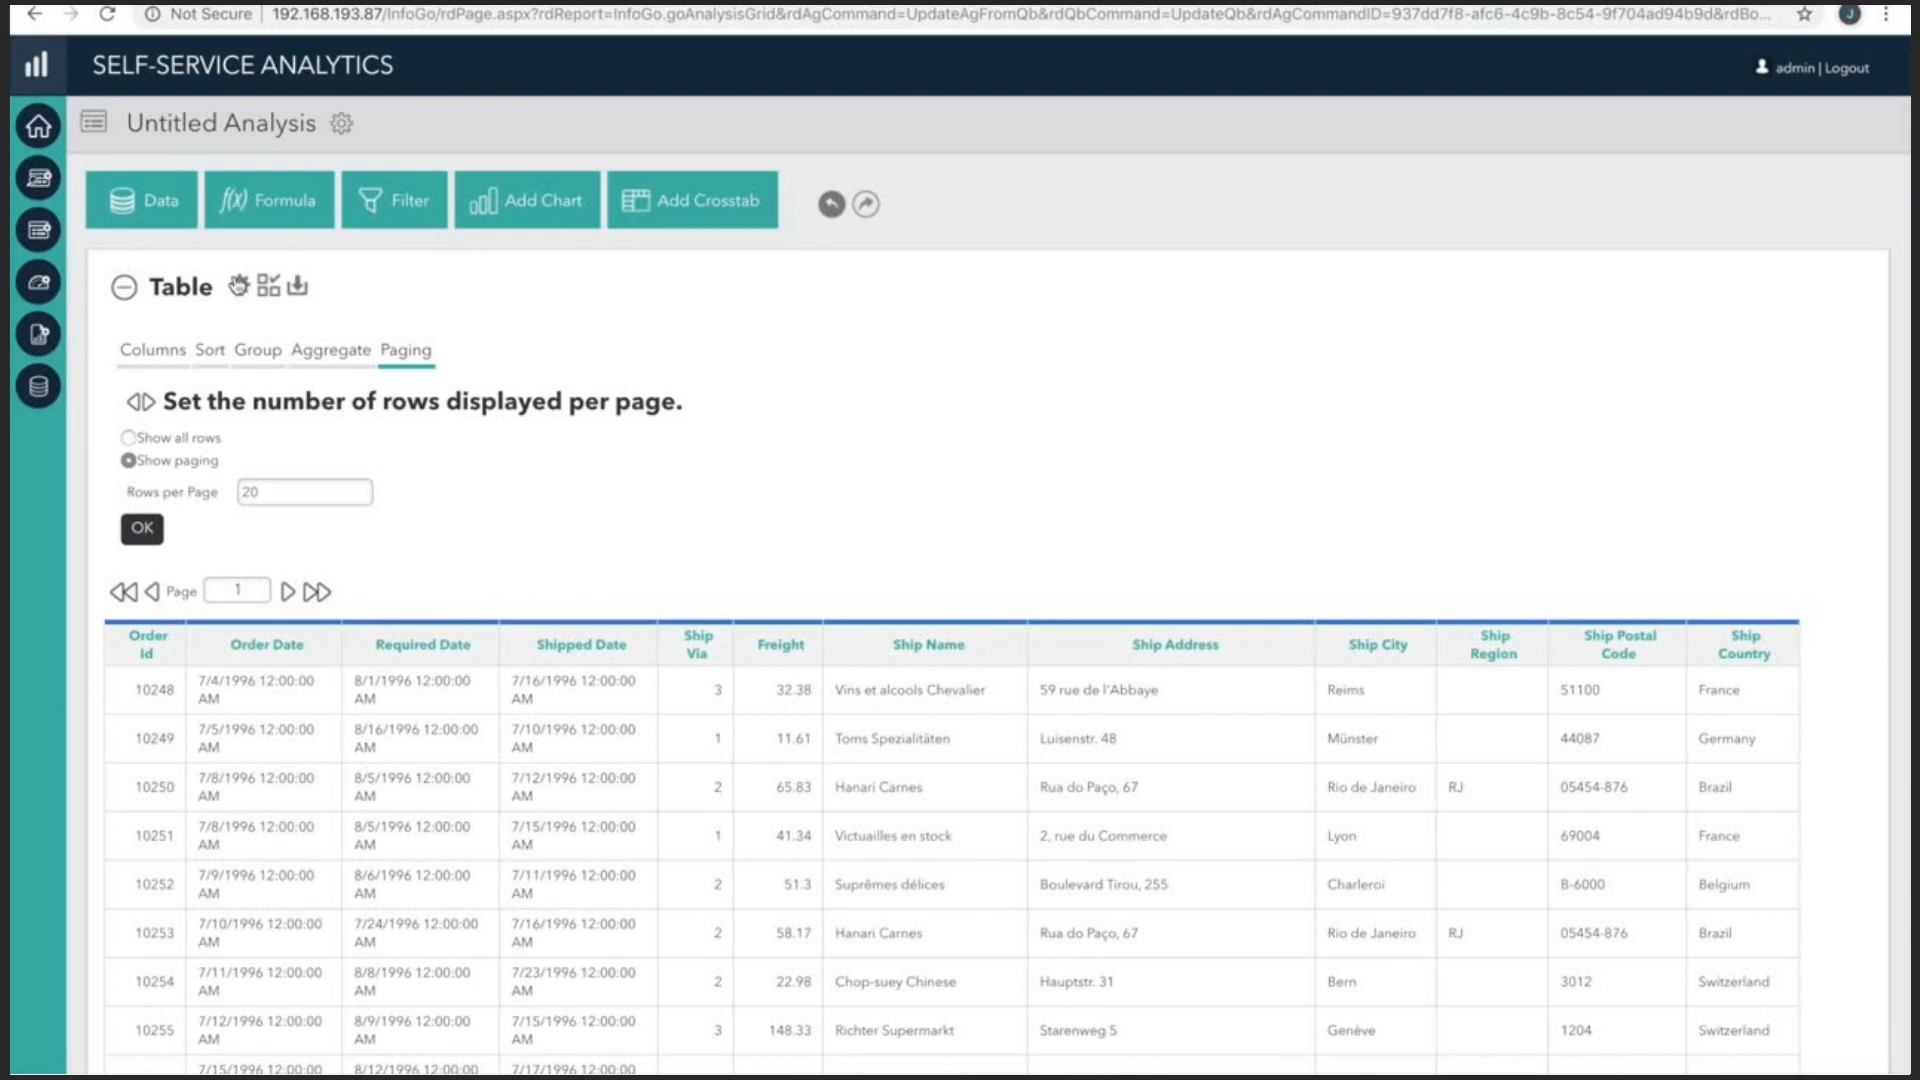 Not Secure | 192.168.193.87/InfoGo/rdPage.aspx?rdReport=InfoGo.goAnalysisGrid&rdAgCommand=UpdateAgFromQb&rdQbCommand=UpdateQb&rdAgCommandID=937dd7f8-afc6-4c9b-8c54-9f704ad94b9d&rdBo... J
SELF-SERVICE ANALYTICS admin | Logout
Untitled Analysis
Data f(x) Formula Filter Add Chart Add Crosstab
Table
Columns Sort Group Aggregate Paging
Set the number of rows displayed per page.
Show all rows
Show paging
Rows per Page 20
OK
Page 1
Order Id Order Date Required Date Shipped Date Ship Via Freight Ship Name Ship Address Ship City Ship Region Ship Postal Code Ship Country
10248 7/4/1996 12:00:00 AM 8/1/1996 12:00:00 AM 7/16/1996 12:00:00 AM 3 32.38 Vins et alcools Chevalier 59 rue de l'Abbaye Reims 51100 France
10249 7/5/1996 12:00:00 AM 8/16/1996 12:00:00 AM 7/10/1996 12:00:00 AM 1 11.61 Toms Spezialitäten Luisenstr. 48 Münster 44087 Germany
10250 7/8/1996 12:00:00 AM 8/5/1996 12:00:00 AM 7/12/1996 12:00:00 AM 2 65.83 Hanari Carnes Rua do Paço, 67 Rio de Janeiro RJ 05454-876 Brazil
10251 7/8/1996 12:00:00 AM 8/5/1996 12:00:00 AM 7/15/1996 12:00:00 AM 1 41.34 Victuailles en stock 2, rue du Commerce Lyon 69004 France
10252 7/9/1996 12:00:00 AM 8/6/1996 12:00:00 AM 7/11/1996 12:00:00 AM 2 51.3 Suprêmes délices Boulevard Tirou, 255 Charleroi B-6000 Belgium
10253 7/10/1996 12:00:00 AM 7/24/1996 12:00:00 AM 7/16/1996 12:00:00 AM 2 58.17 Hanari Carnes Rua do Paço, 67 Rio de Janeiro RJ 05454-876 Brazil
10254 7/11/1996 12:00:00 AM 8/8/1996 12:00:00 AM 7/23/1996 12:00:00 AM 2 22.98 Chop-suey Chinese Hauptstr. 31 Bern 3012 Switzerland
10255 7/12/1996 12:00:00 AM 8/9/1996 12:00:00 AM 7/15/1996 12:00:00 AM 3 148.33 Richter Supermarkt Starenweg 5 Genève 1204 Switzerland
7/15/1996 12:00:00 8/12/1996 12:00:00 7/17/1996 12:00:00